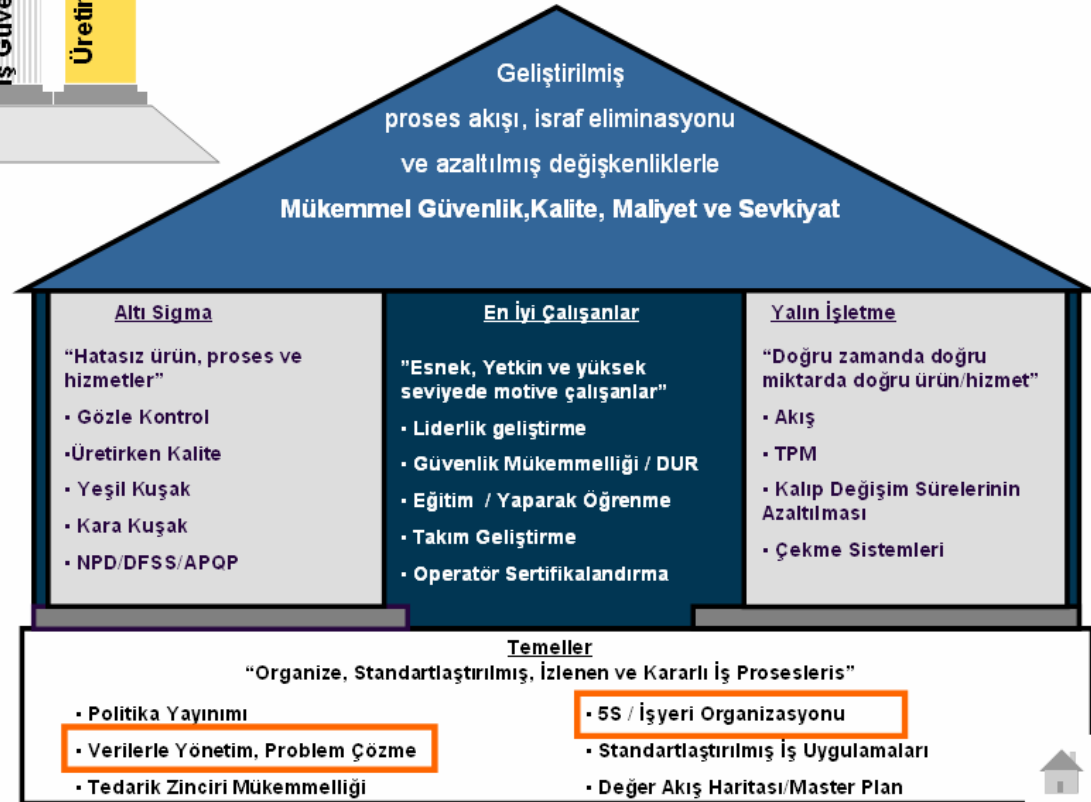 İş Güve
Üretir
Geliştirilmiş
proses akışı, israf eliminasyonu
ve azaltılmış değişkenliklerle
Mükemmel Güvenlik,Kalite, Maliyet ve Sevkiyat
Altı Sigma
“Hatasız ürün, proses ve
hizmetler”
▪ Gözle Kontrol
▪Üretirken Kalite
▪ Yeşil Kuşak
▪ Kara Kuşak
▪ NPD/DFSS/APQP
En İyi Çalışanlar
”Esnek, Yetkin ve yüksek
seviyede motive çalışanlar”
▪ Liderlik geliştirme
▪ Güvenlik Mükemmelliği / DUR
▪ Eğitim / Yaparak Öğrenme
▪ Takım Geliştirme
▪ Operatör Sertifikalandırma
Yalın İşletme
“Doğru zamanda doğru
miktarda doğru ürün/hizmet”
▪ Akış
▪ TPM
▪ Kalıp Değişim Sürelerinin
Azaltılması
▪ Çekme Sistemleri
Temeller
“Organize, Standartlaştırılmış, İzlenen ve Kararlı İş Prosesleris”
▪ Politika Yayınımı
▪ Verilerle Yönetim, Problem Çözme
▪ Tedarik Zinciri Mükemmelliği
▪ 5S / İşyeri Organizasyonu
▪ Standartlaştırılmış İş Uygulamaları
▪ Değer Akış Haritası/Master Plan